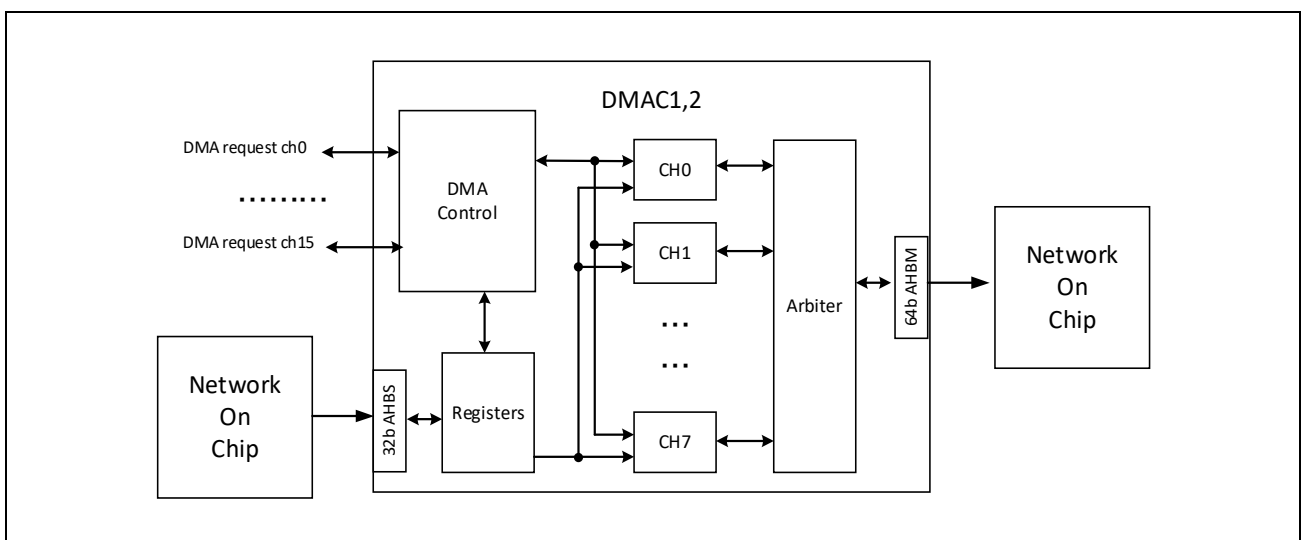 DMAC1,2
DMA request ch0
.........
DMA request ch15
DMA
Control
CH0
CH1
...
...
CH7
Arbiter
64b AHBM
Network
On
Chip
Network
On
Chip
32b AHBS
Registers